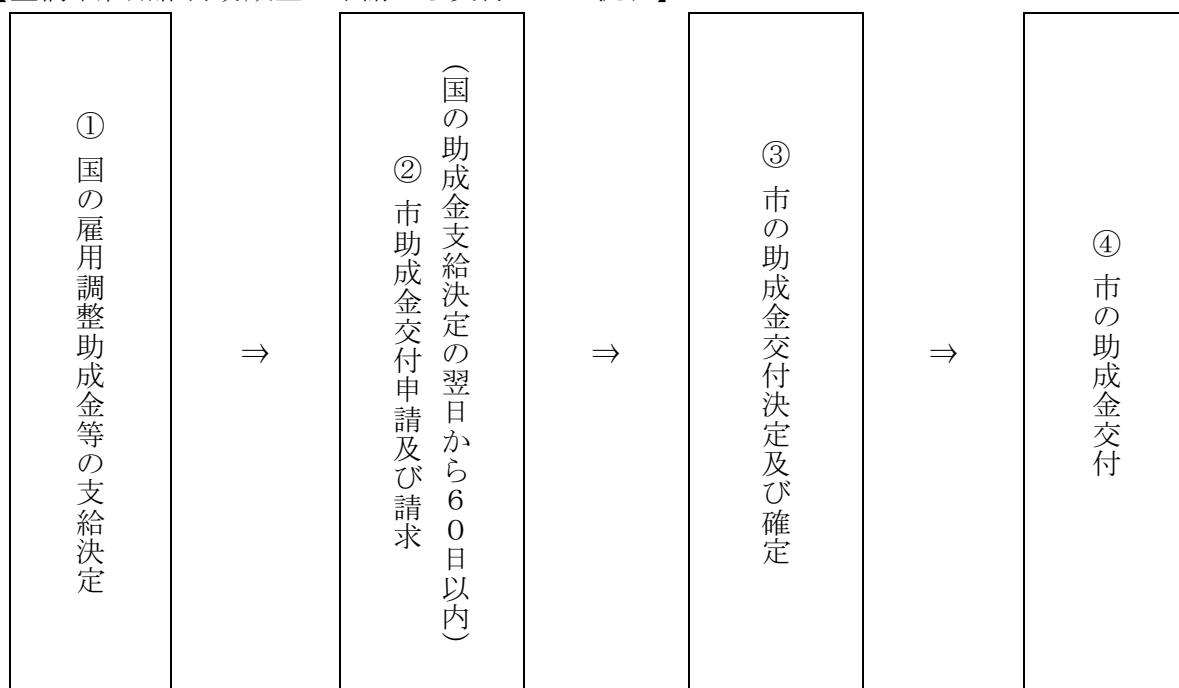 ① 国の雇用調整助成金等の支給決定
⇒
② 市助成金交付申請及び請求
（国の助成金支給決定の翌日から６０日以内）
⇒
③ 市の助成金交付決定及び確定
⇒
④ 市の助成金交付